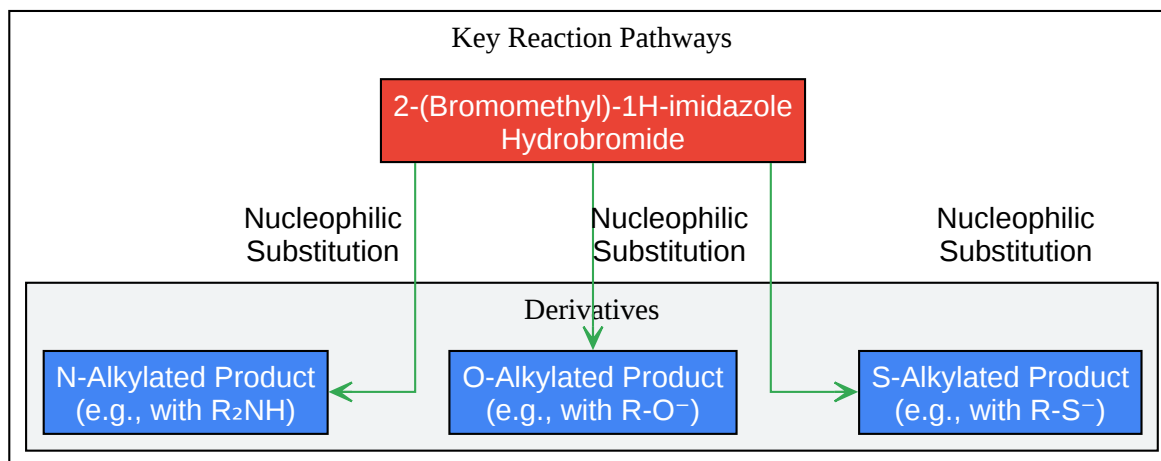 Key Reaction Pathways
2-(Bromomethyl)-1H-imidazole
Hydrobromide
Nucleophilic
Substitution
Nucleophilic
Substitution
Nucleophilic
Substitution
Derivatives
N-Alkylated Product
(e.g., with R₂NH)
O-Alkylated Product
(e.g., with R-O⁻)
S-Alkylated Product
(e.g., with R-S⁻)